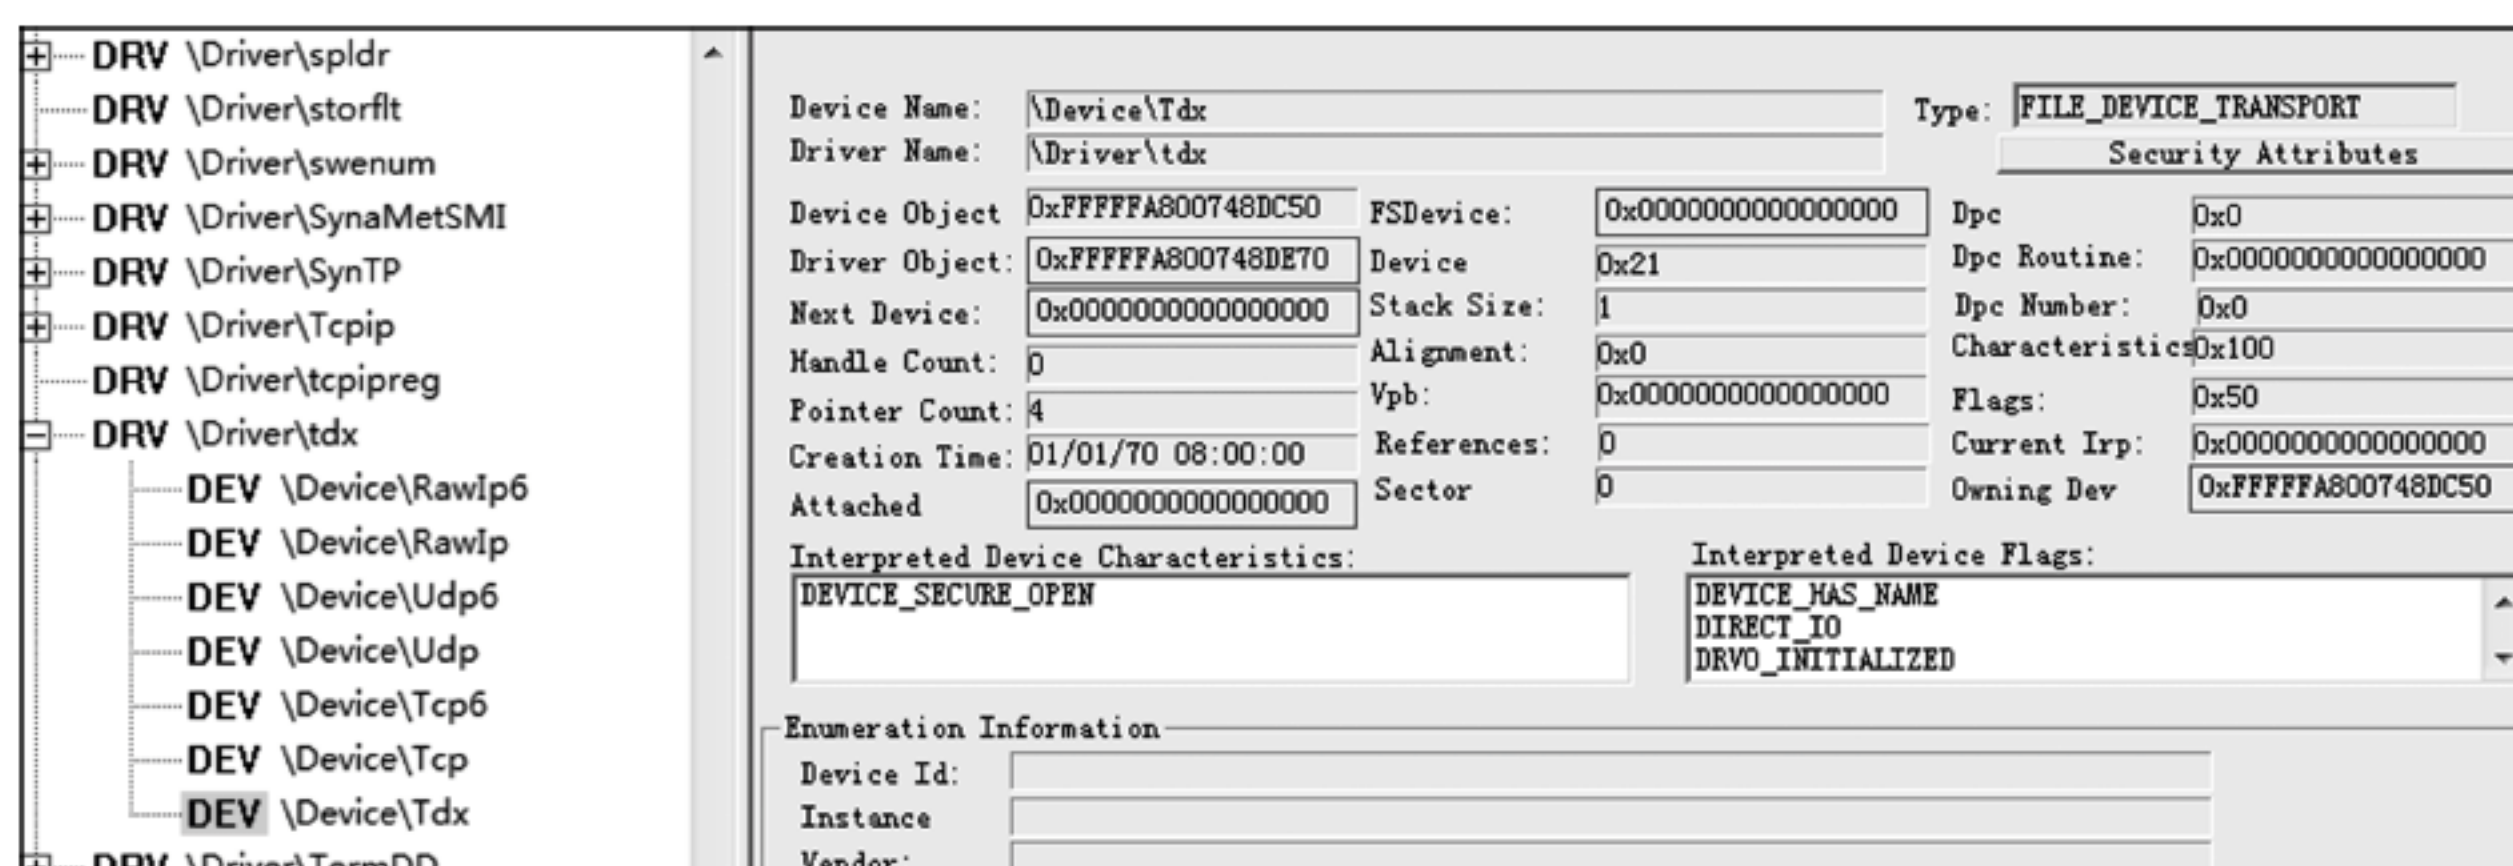 DRV \Driver\spldr
DRV \Driver\storflt
DRV \Driver\swenum
DRV \Driver\SynaMetSMI
DRV \Driver\SynTP
DRV \Driver\Tcpip
DRV \Driver\tcpipreg
DRV \Driver\tdx
DEV \Device\RawIp6
DEV \Device\RawIp
DEV \Device\Udp6
DEV \Device\Udp
DEV \Device\Tcp6
DEV \Device\Tcp
DEV \Device\Tdx
DRV \Driver\TermDD
Device Name: \Device\Tdx Type: FILE_DEVICE_TRANSPORT
Driver Name: \Driver\tdx Security Attributes
Device Object 0xFFFFFA800748DC50 FSDevice: 0x0000000000000000 Dpc 0x0
Driver Object: 0xFFFFFA800748DE70 Device 0x21 Dpc Routine: 0x0000000000000000
Next Device: 0x0000000000000000 Stack Size: 1 Dpc Number: 0x0
Handle Count: 0 Alignment: 0x0 Characteristics 0x100
Pointer Count: 4 Vpb: 0x0000000000000000 Flags: 0x50
Creation Time: 01/01/70 08:00:00 References: 0 Current Irp: 0x0000000000000000
Attached 0x0000000000000000 Sector 0 Owning Dev 0xFFFFFA800748DC50
Interpreted Device Characteristics: Interpreted Device Flags:
DEVICE_SECURE_OPEN DEVICE_HAS_NAME
DIRECT_IO
DRVO_INITIALIZED
Enumeration Information
Device Id:
Instance
Vendor: